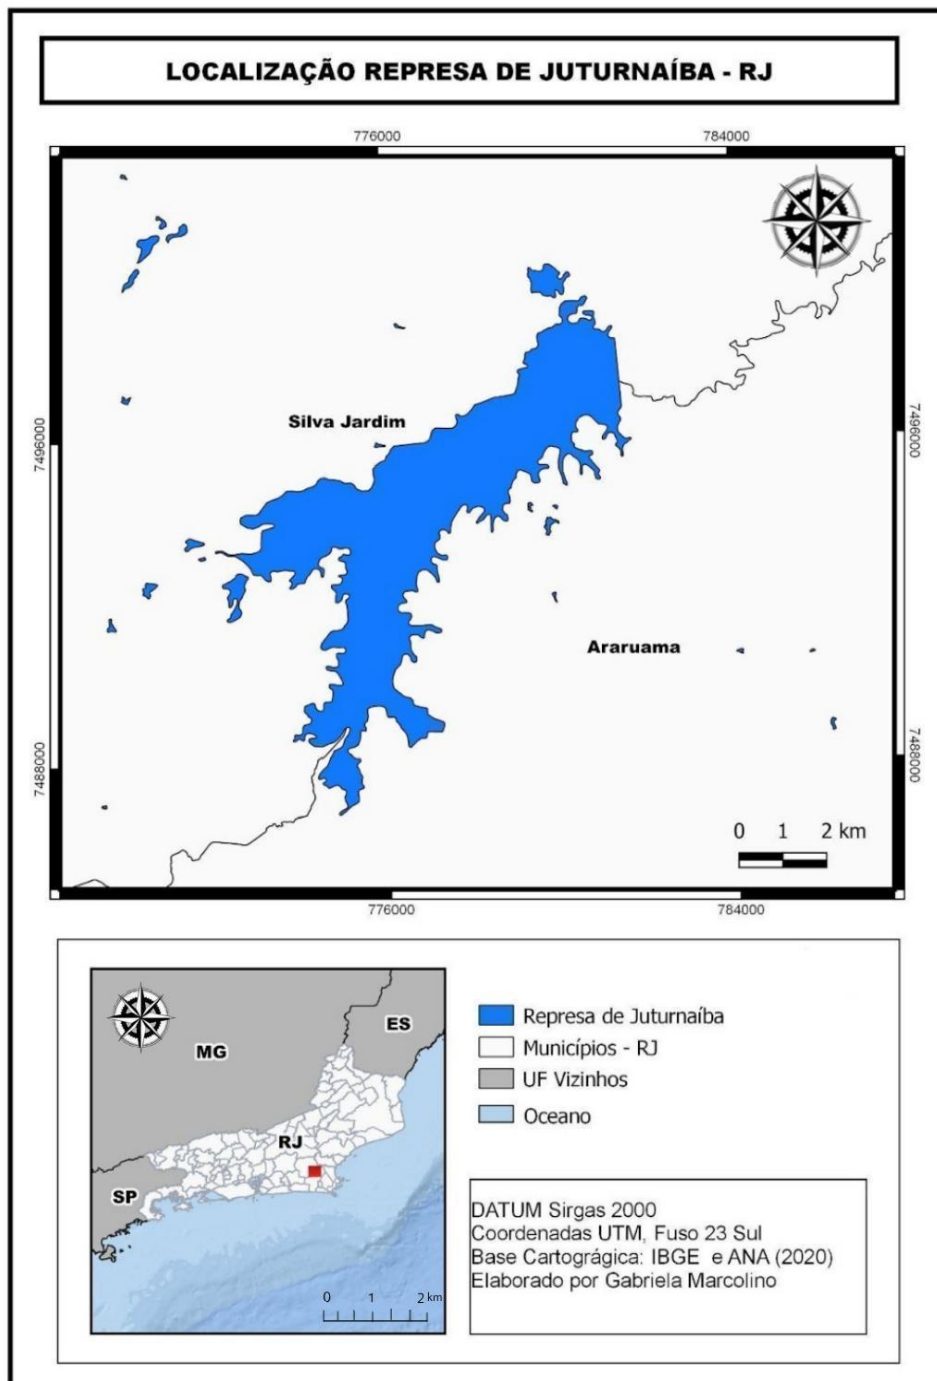 LOCALIZAÇÃO REPRESA DE JUTURNAÍBA - RJ
776000
784000
7496000
7496000
Silva Jardim
Araruama
7488000
7488000
0 1 2 km
776000
784000
MG
ES
RJ
SP
0 1 2 km
Represa de Juturnaíba
Municípios - RJ
UF Vizinhos
Oceano
DATUM Sirgas 2000
Coordenadas UTM, Fuso 23 Sul
Base Cartográgica: IBGE e ANA (2020)
Elaborado por Gabriela Marcolino